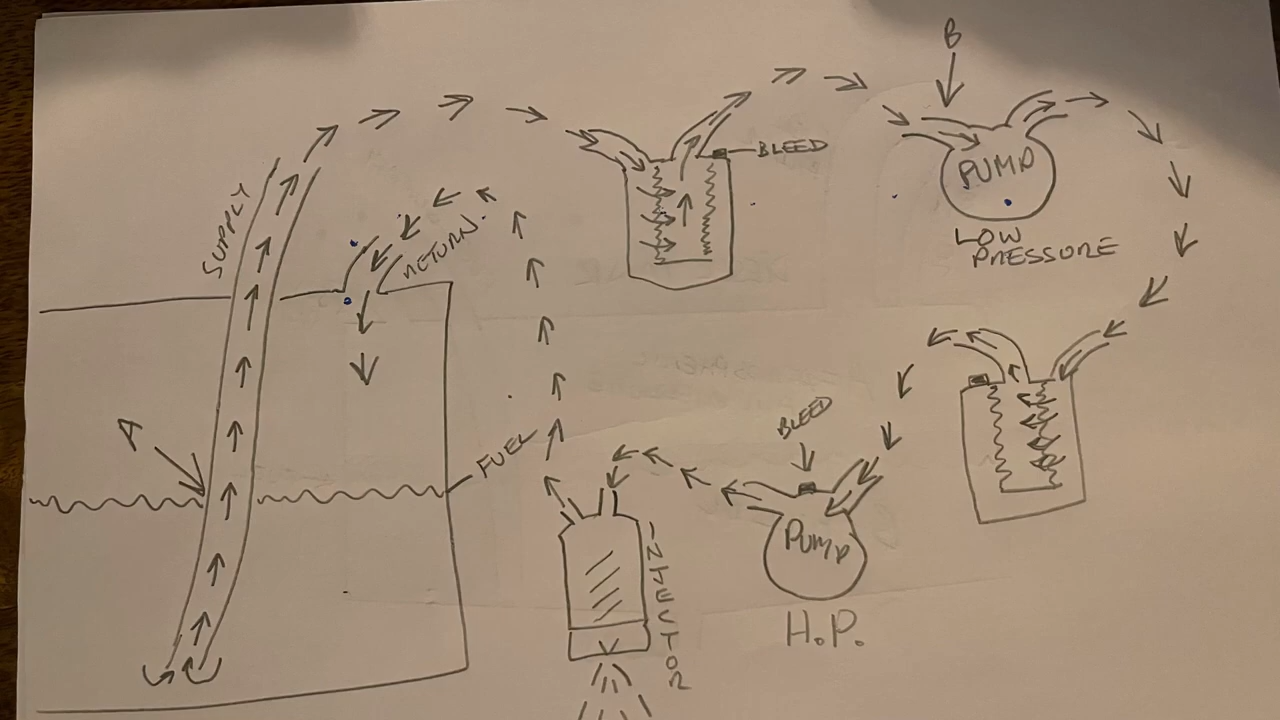 B
BLEED
PUMP
LOW
PRESSURE
SUPPLY
RETURN
A
FUEL
BLEED
PUMP
H.P.
INJECTOR